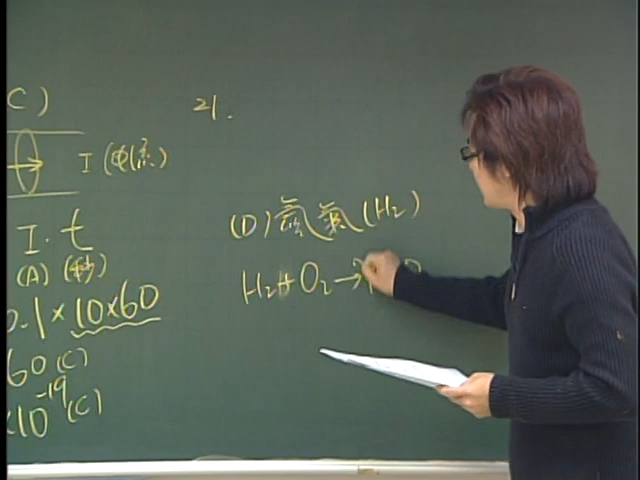 C)
I (電流)
I. t
(A) (秒)
0.1 × 10×60
60 (C)
×10⁻¹⁹ (C)
21.
(D) 氫氣 (H₂)
H₂ + O₂ →